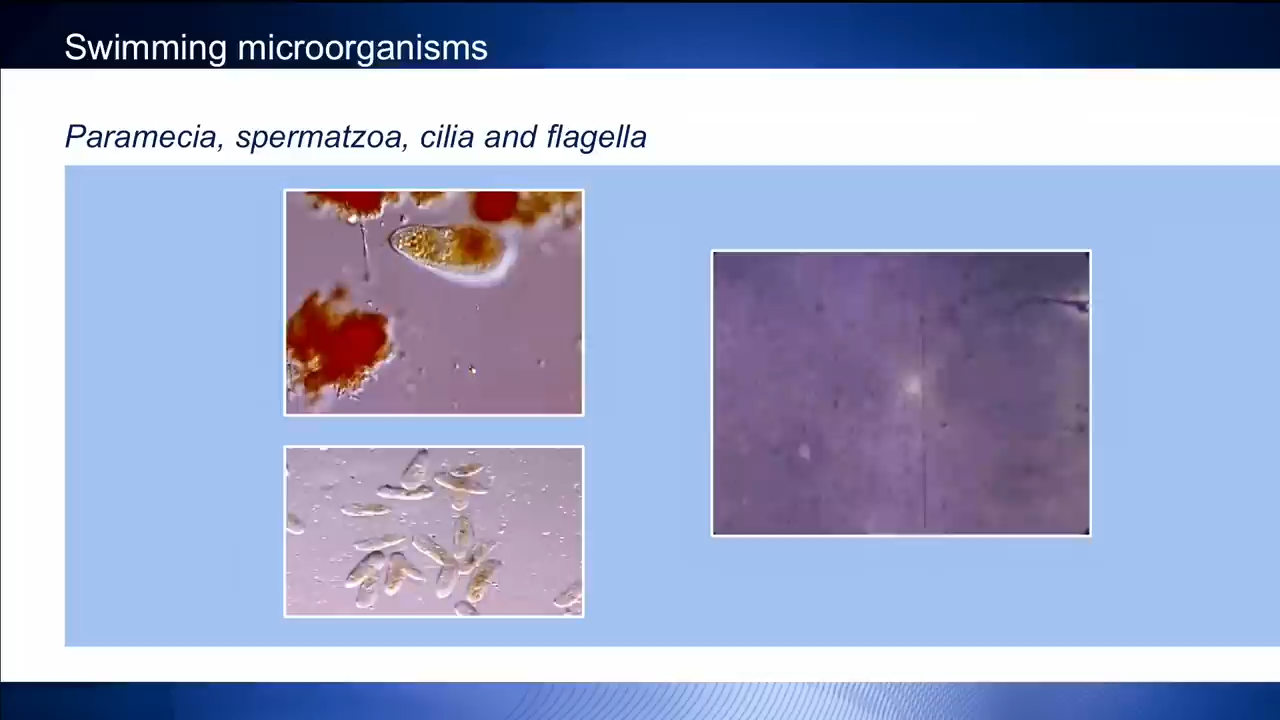 Swimming microorganisms
Paramecia, spermatzoa, cilia and flagella